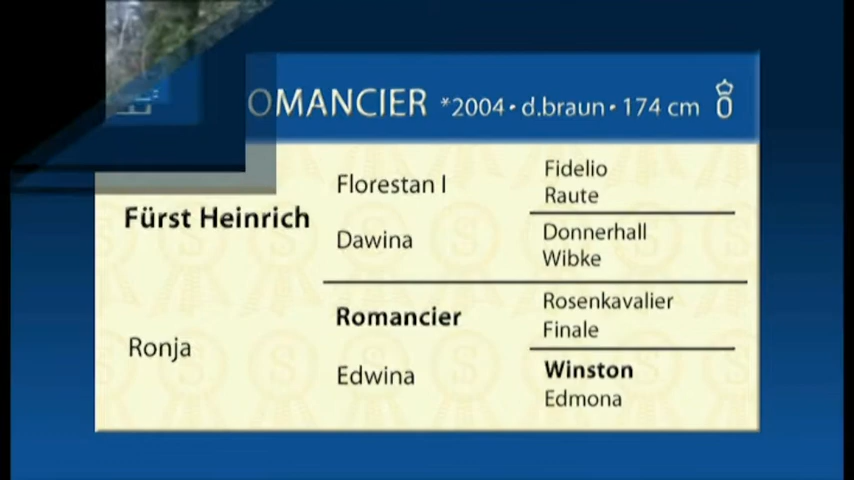 OMANCIER *2004 • d.braun • 174 cm
Fürst Heinrich
Florestan I
Fidelio
Raute
Dawina
Donnerhall
Wibke
Ronja
Romancier
Rosenkavalier
Finale
Edwina
Winston
Edmona